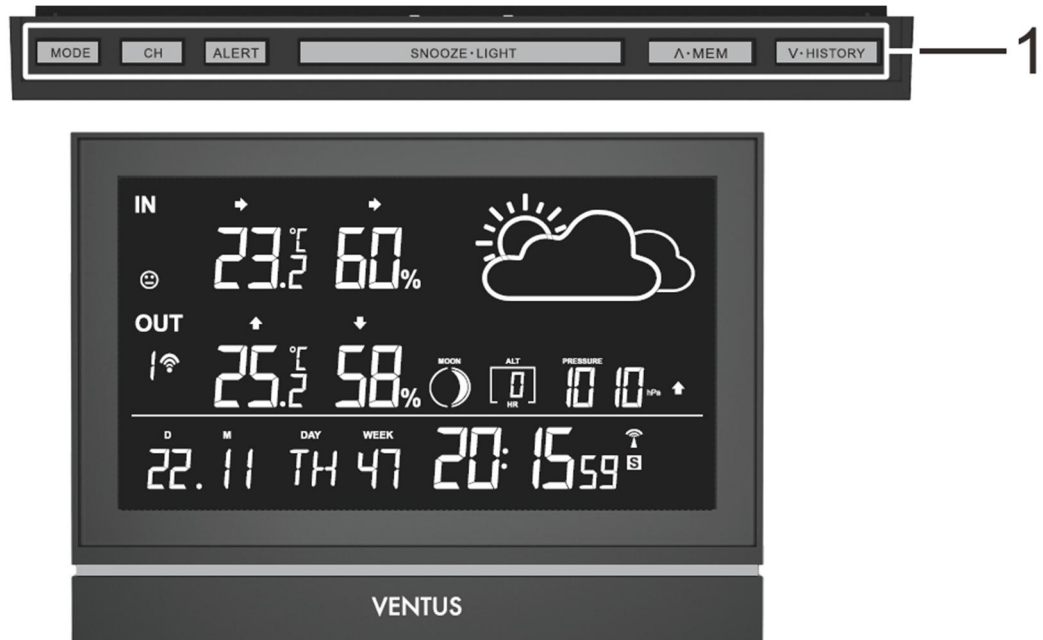 MODE CH ALERT SNOOZE·LIGHT Λ·MEM V·HISTORY
1
IN
23.2 °C 60%
OUT
1 25.2 °C 58% MOON ALT 0 HR PRESSURE 1010 hPa
D M DAY WEEK
22. 11 TH 47 20:15 59 S
VENTUS